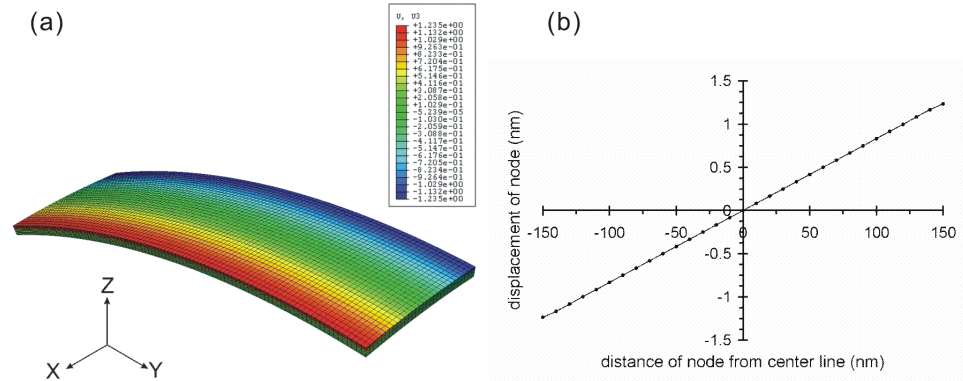 (a)
U, U3
+1.235e+00
+1.132e+00
+1.029e+00
+9.263e-01
+8.233e-01
+7.204e-01
+6.175e-01
+5.146e-01
+4.116e-01
+3.087e-01
+2.058e-01
+1.029e-01
-5.239e-05
-1.030e-01
-2.059e-01
-3.088e-01
-4.117e-01
-5.147e-01
-6.176e-01
-7.205e-01
-8.234e-01
-9.264e-01
-1.029e+00
-1.132e+00
-1.235e+00
Z
X
Y
(b)
displacement of node (nm)
1.5
1
0.5
0
-0.5
-1
-1.5
-150 -100 -50 0 50 100 150
distance of node from center line (nm)